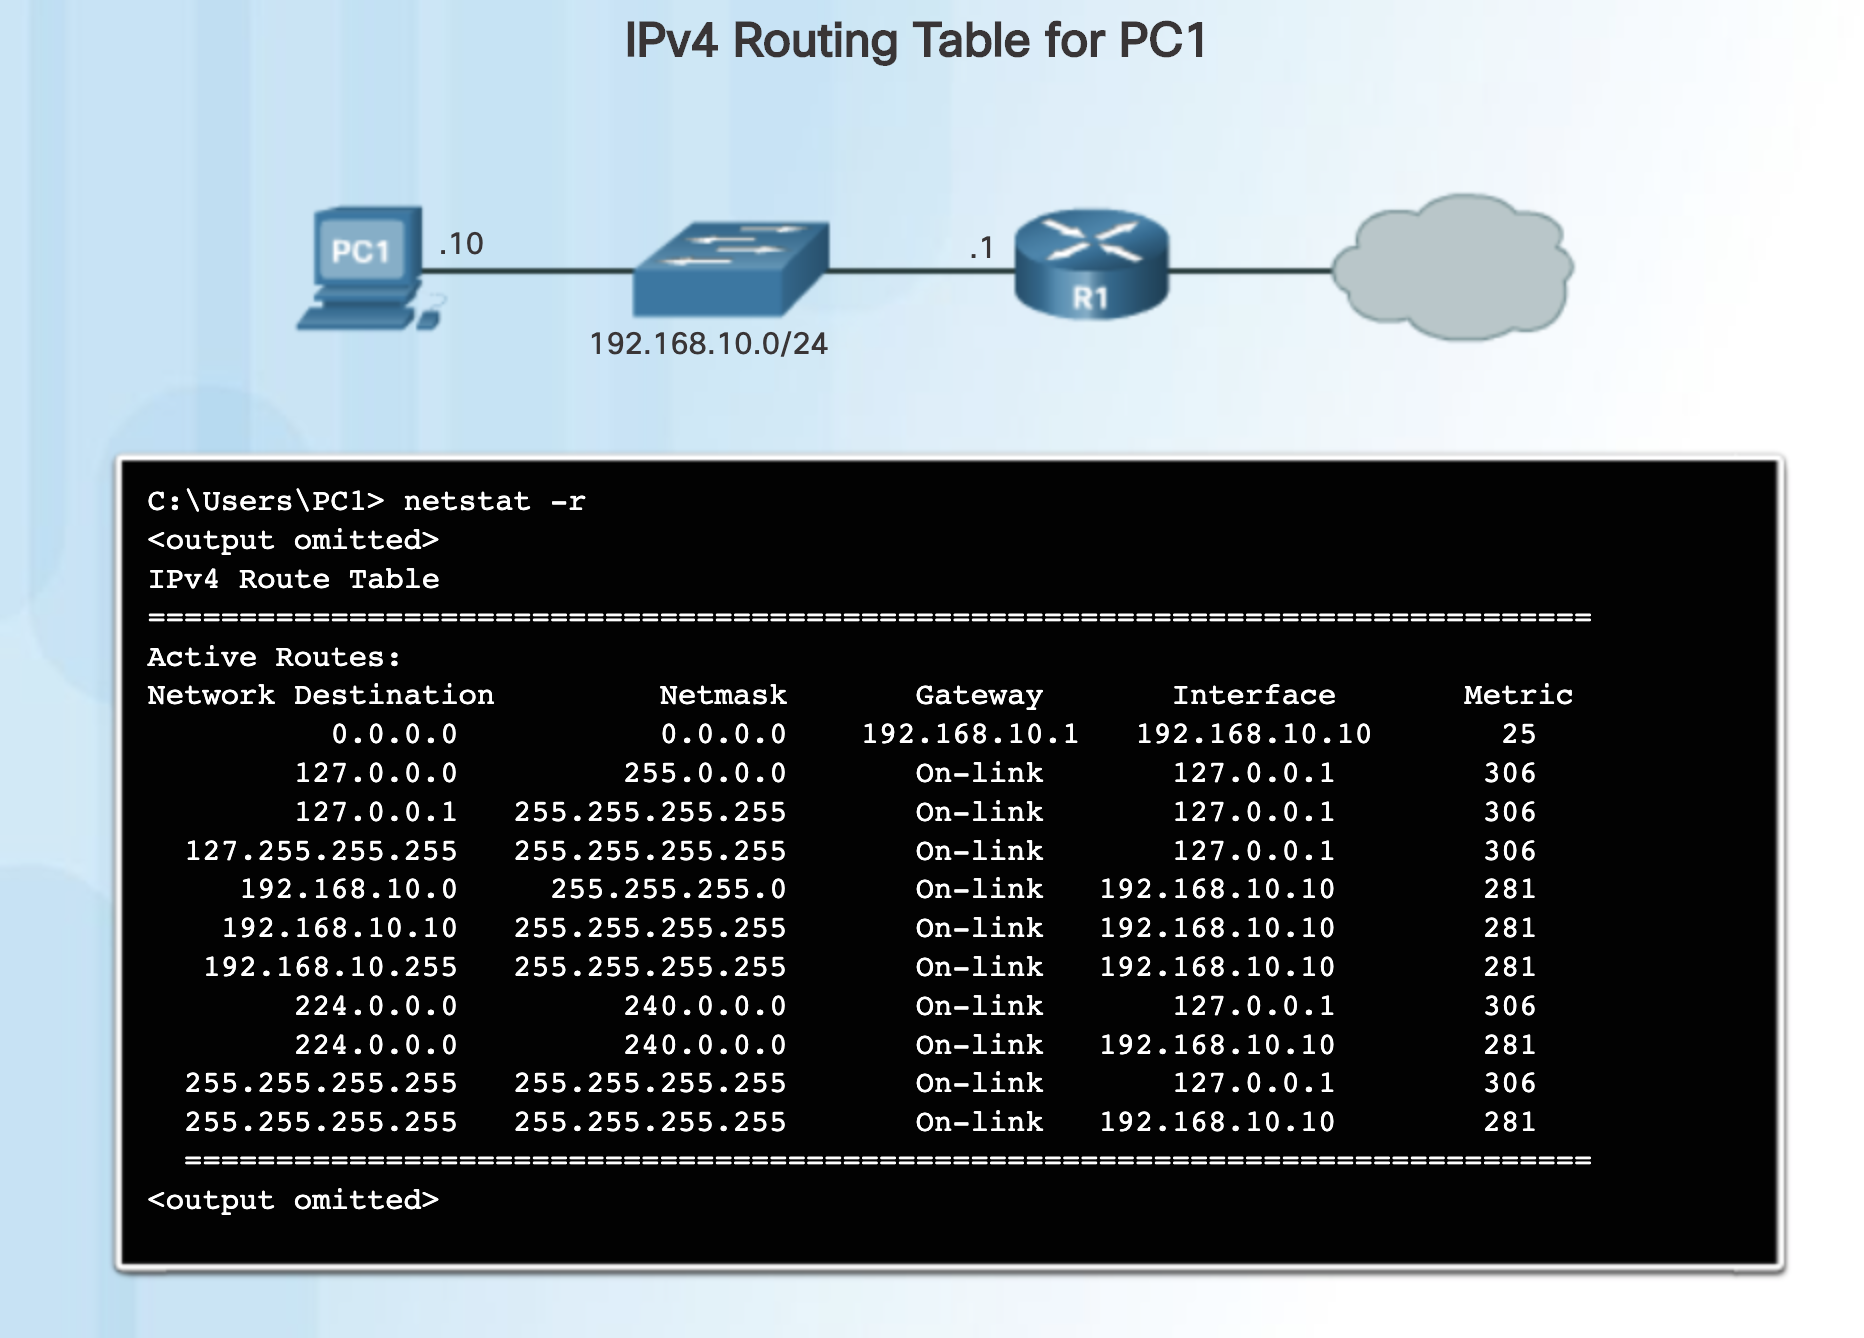 IPv4 Routing Table for PC1
PC1 .10 .1 R1
192.168.10.0/24
C:\Users\PC1> netstat -r
<output omitted>
IPv4 Route Table
===============================================================================
Active Routes:
Network Destination Netmask Gateway Interface Metric
0.0.0.0 0.0.0.0 192.168.10.1 192.168.10.10 25
127.0.0.0 255.0.0.0 On-link 127.0.0.1 306
127.0.0.1 255.255.255.255 On-link 127.0.0.1 306
127.255.255.255 255.255.255.255 On-link 127.0.0.1 306
192.168.10.0 255.255.255.0 On-link 192.168.10.10 281
192.168.10.10 255.255.255.255 On-link 192.168.10.10 281
192.168.10.255 255.255.255.255 On-link 192.168.10.10 281
224.0.0.0 240.0.0.0 On-link 127.0.0.1 306
224.0.0.0 240.0.0.0 On-link 192.168.10.10 281
255.255.255.255 255.255.255.255 On-link 127.0.0.1 306
255.255.255.255 255.255.255.255 On-link 192.168.10.10 281
=============================================================================
<output omitted>